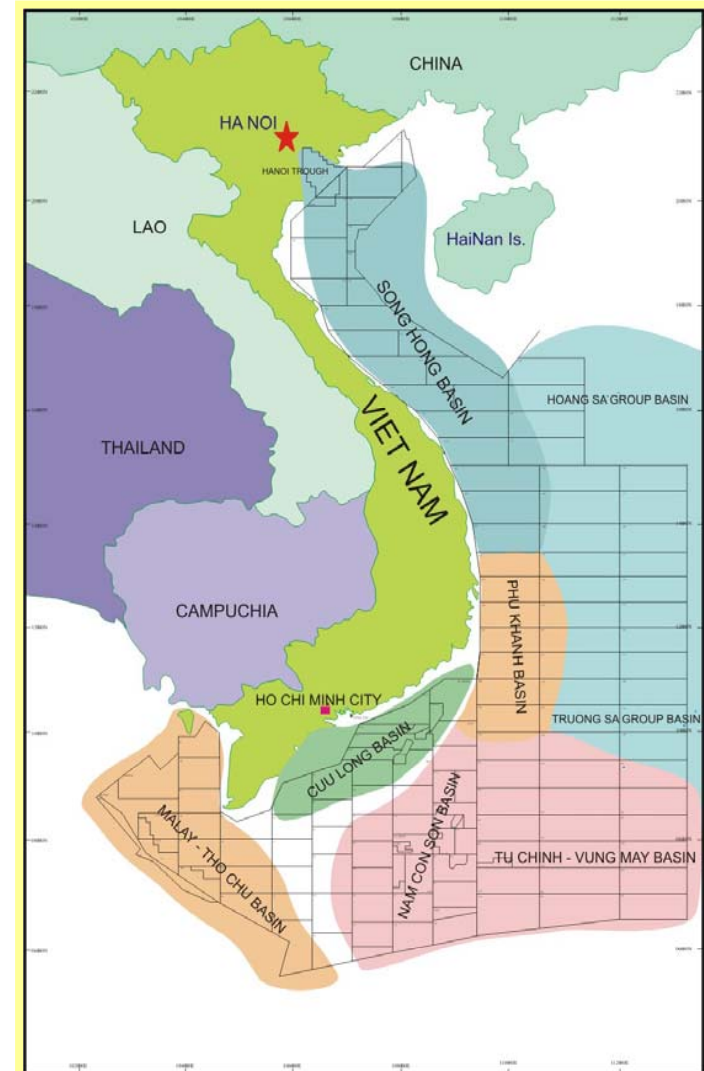 CHINA
HA NOI
HANOI TROUGH
LAO
HaiNan Is.
SONG HONG BASIN
HOANG SA GROUP BASIN
VIET NAM
THAILAND
CAMPUCHIA
PHU KHANH BASIN
HO CHI MINH CITY
TRUONG SA GROUP BASIN
CUU LONG BASIN
MALAY - THO CHU BASIN
NAM CON SON BASIN
TU CHINH - VUNG MAY BASIN